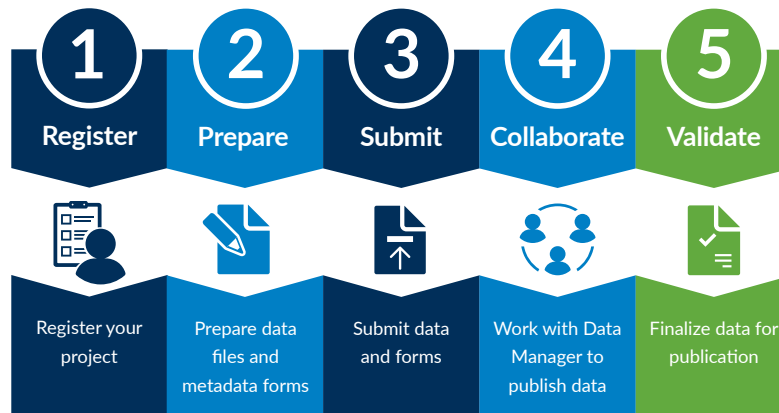 1
Register
Register your
project
2
Prepare
Prepare data
files and
metadata forms
3
Submit
Submit data
and forms
4
Collaborate
Work with Data
Manager to
publish data
5
Validate
Finalize data for
publication